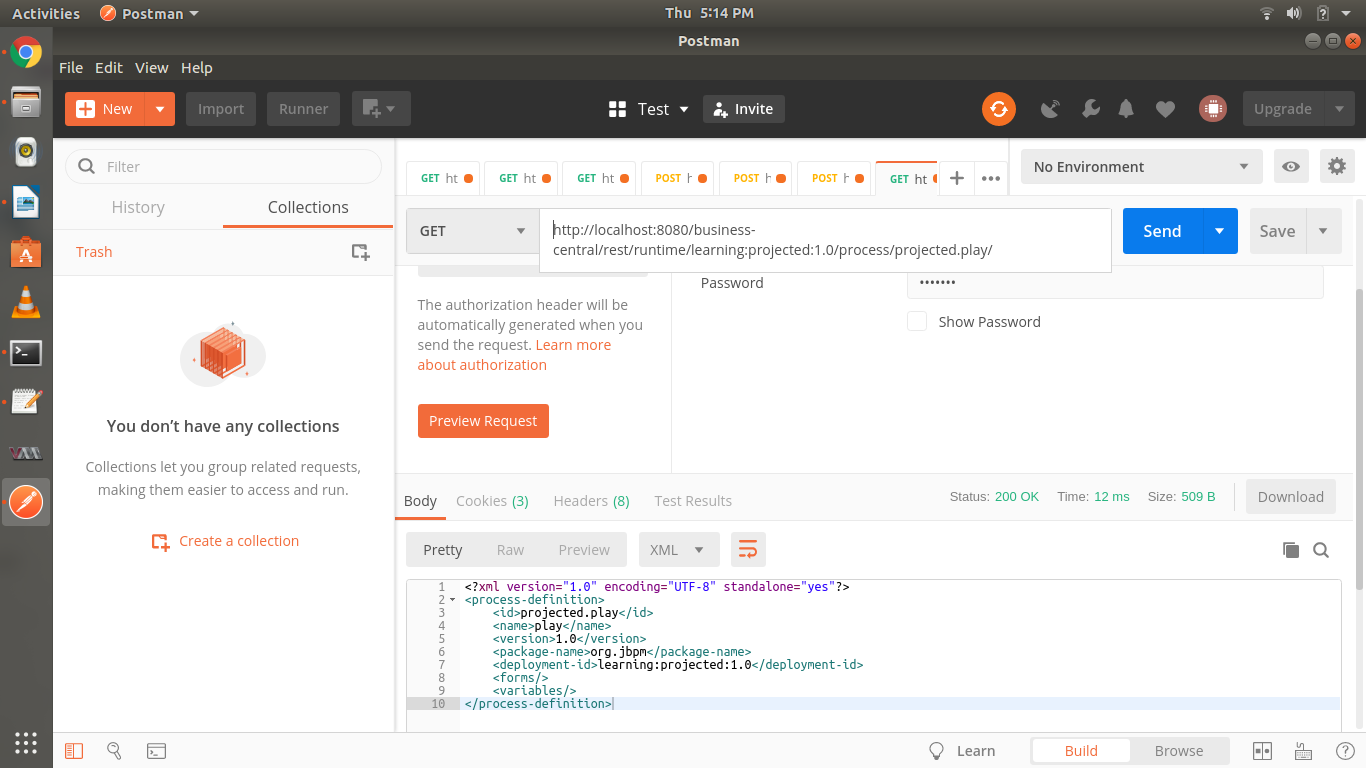 Activities
Postman
Thu 5:14 PM
Postman
File Edit View Help
New
Import
Runner
Test
Invite
Upgrade
Filter
History
Collections
Trash
You don’t have any collections
Collections let you group related requests,
making them easier to access and run.
Create a collection
GET ht
GET ht
GET ht
POST h
POST h
POST h
GET ht
No Environment
GET
http://localhost:8080/business-
central/rest/runtime/learning:projected:1.0/process/projected.play/
Send
Save
The authorization header will be
automatically generated when you
send the request. Learn more
about authorization
Preview Request
Password
•••••••
Show Password
Body
Cookies (3)
Headers (8)
Test Results
Status: 200 OK
Time: 12 ms
Size: 509 B
Download
Pretty
Raw
Preview
XML
1 <?xml version="1.0" encoding="UTF-8" standalone="yes"?>
2 <process-definition>
3 <id>projected.play</id>
4 <name>play</name>
5 <version>1.0</version>
6 <package-name>org.jbpm</package-name>
7 <deployment-id>learning:projected:1.0</deployment-id>
8 <forms/>
9 <variables/>
10 </process-definition>
Learn
Build
Browse